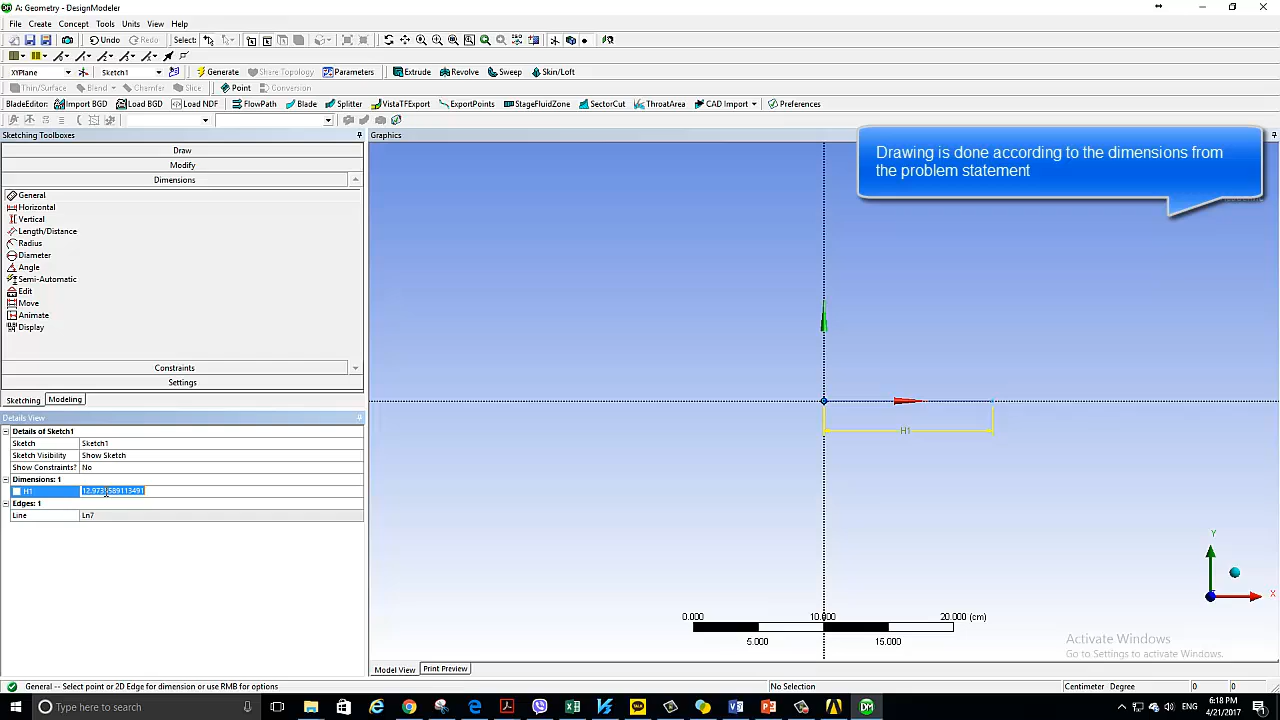 A: Geometry - DesignModeler
File Create Concept Tools Units View Help
Undo Redo Select:
XYPlane Sketch1 Generate Share Topology Parameters Extrude Revolve Sweep Skin/Loft
Thin/Surface Blend Chamfer Slice Point Conversion
BladeEditor: Import BGD Load BGD Load NDF FlowPath Blade Splitter VistaTFExport ExportPoints StageFluidZone SectorCut ThroatArea CAD Import Preferences
Sketching Toolboxes
Graphics
Draw
Modify
Dimensions
General
Horizontal
Vertical
Length/Distance
Radius
Diameter
Angle
Semi-Automatic
Edit
Move
Animate
Display
Constraints
Settings
Sketching Modeling
Details View
Details of Sketch1
Sketch Sketch1
Sketch Visibility Show Sketch
Show Constraints? No
Dimensions: 1
H1
Edges: 1
Line Ln7
Drawing is done according to the dimensions from
the problem statement
H1
Y
X
0.000 10.000 20.000 (cm)
5.000 15.000
Activate Windows
Go to Settings to activate Windows.
Model View Print Preview
General -- Select point or 2D Edge for dimension or use RMB for options No Selection Centimeter Degree 0 0
Type here to search
6:18 PM
4/21/2017